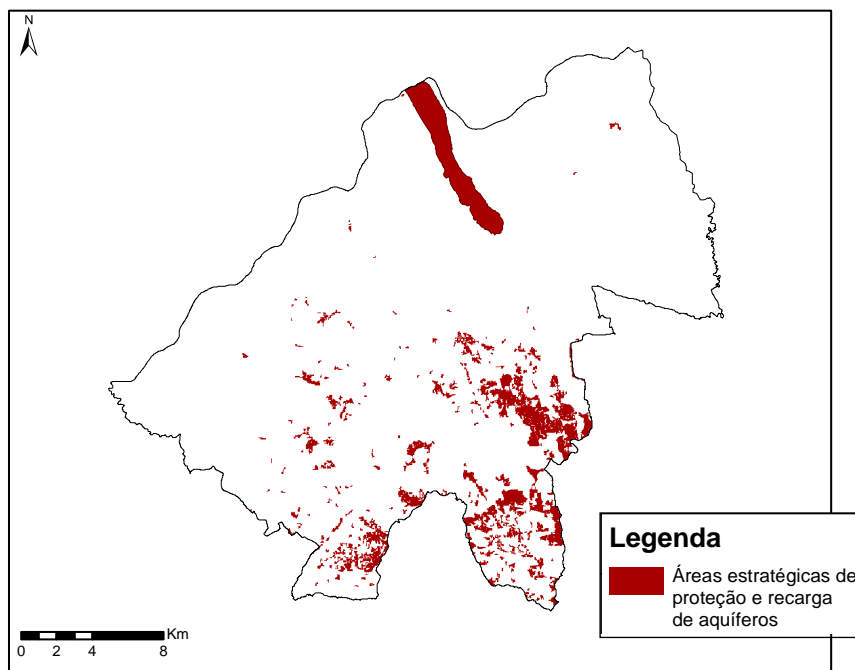 N
Legenda
Áreas estratégicas de
proteção e recarga
de aquíferos
Km
0 2 4 8